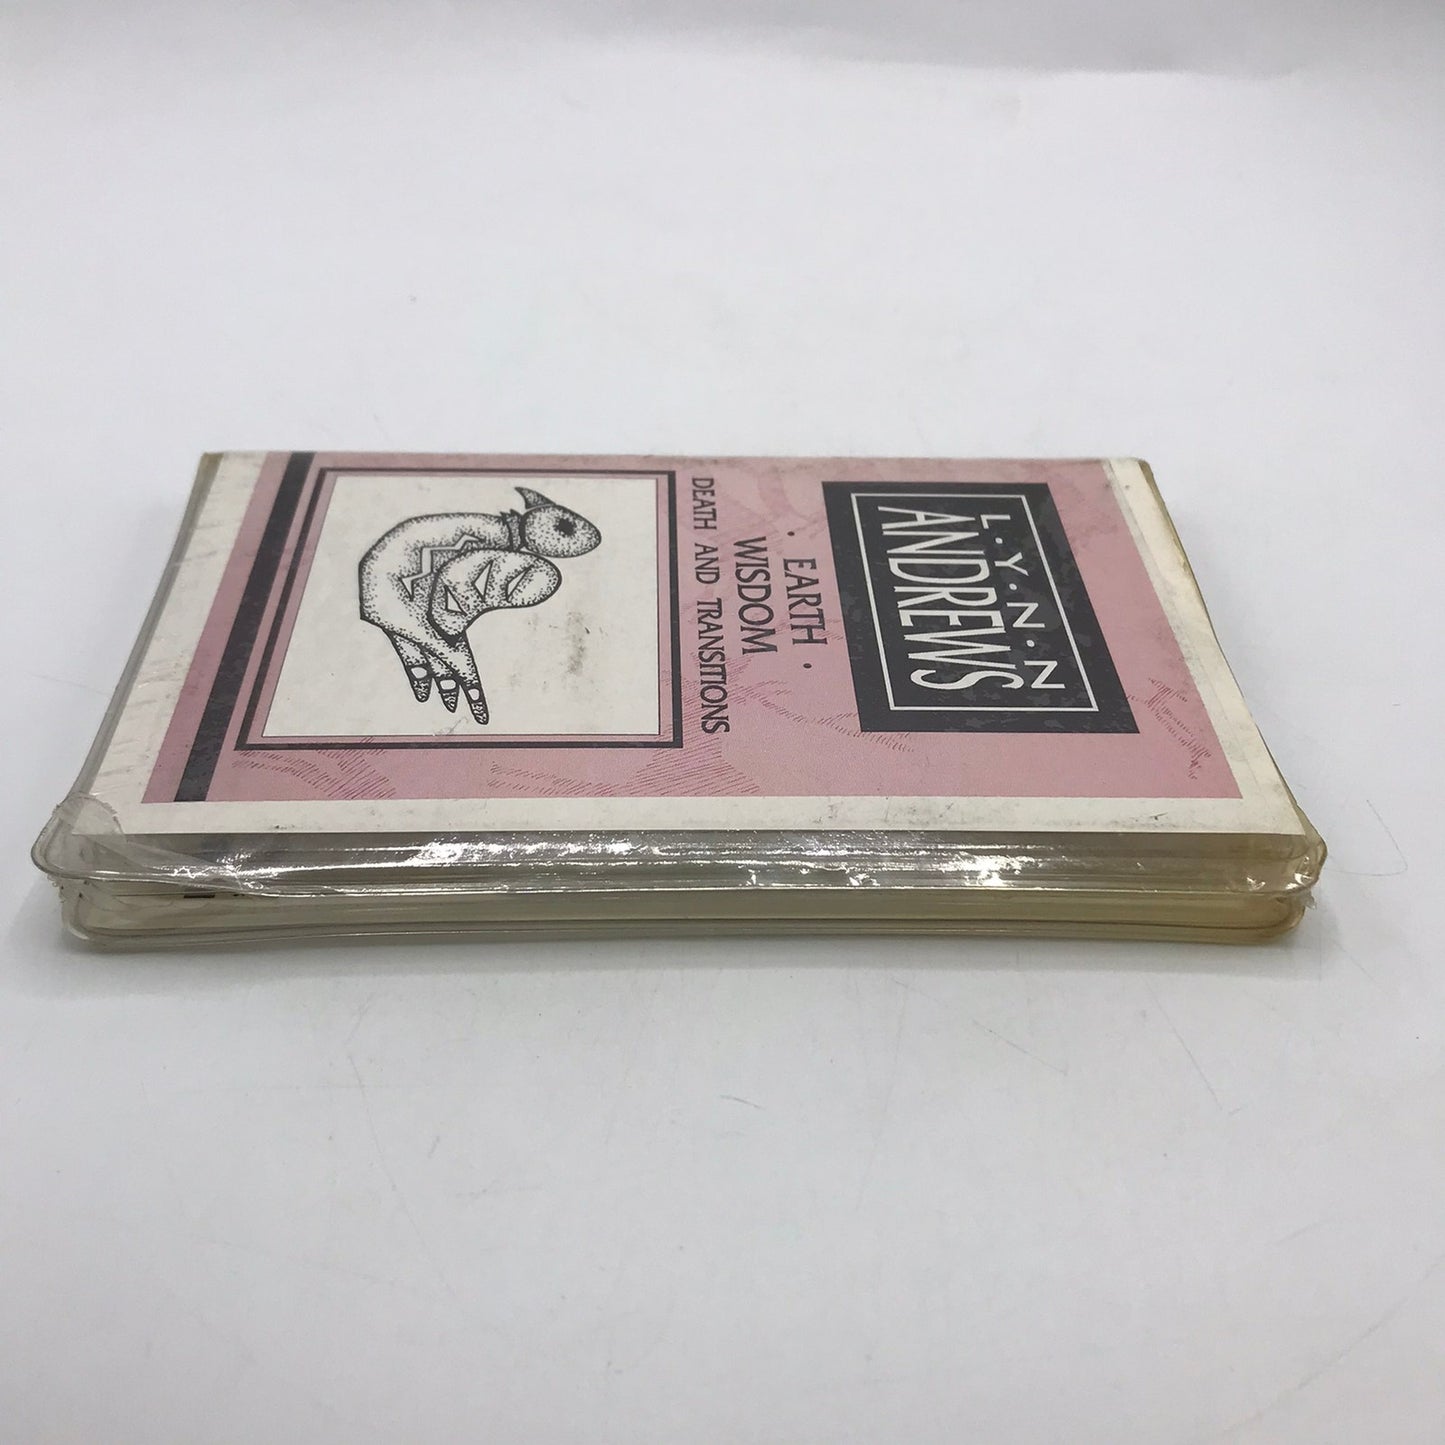 L·Y·N·N
ANDREWS
· EARTH ·
WISDOM
DEATH AND TRANSITIONS